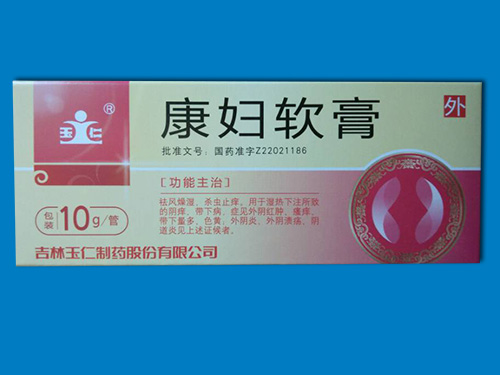 玉仁
®
外
康妇软膏
批准文号：国药准字Z22021186
[功能主治]
祛风燥湿、杀虫止痒。用于湿热下注所致
的阴痒、带下病，症见外阴红肿、瘙痒、
带下量多、色黄；外阴炎、外阴溃疡、阴
道炎见上述证候者。
包装 10g/管
吉林玉仁制药股份有限公司